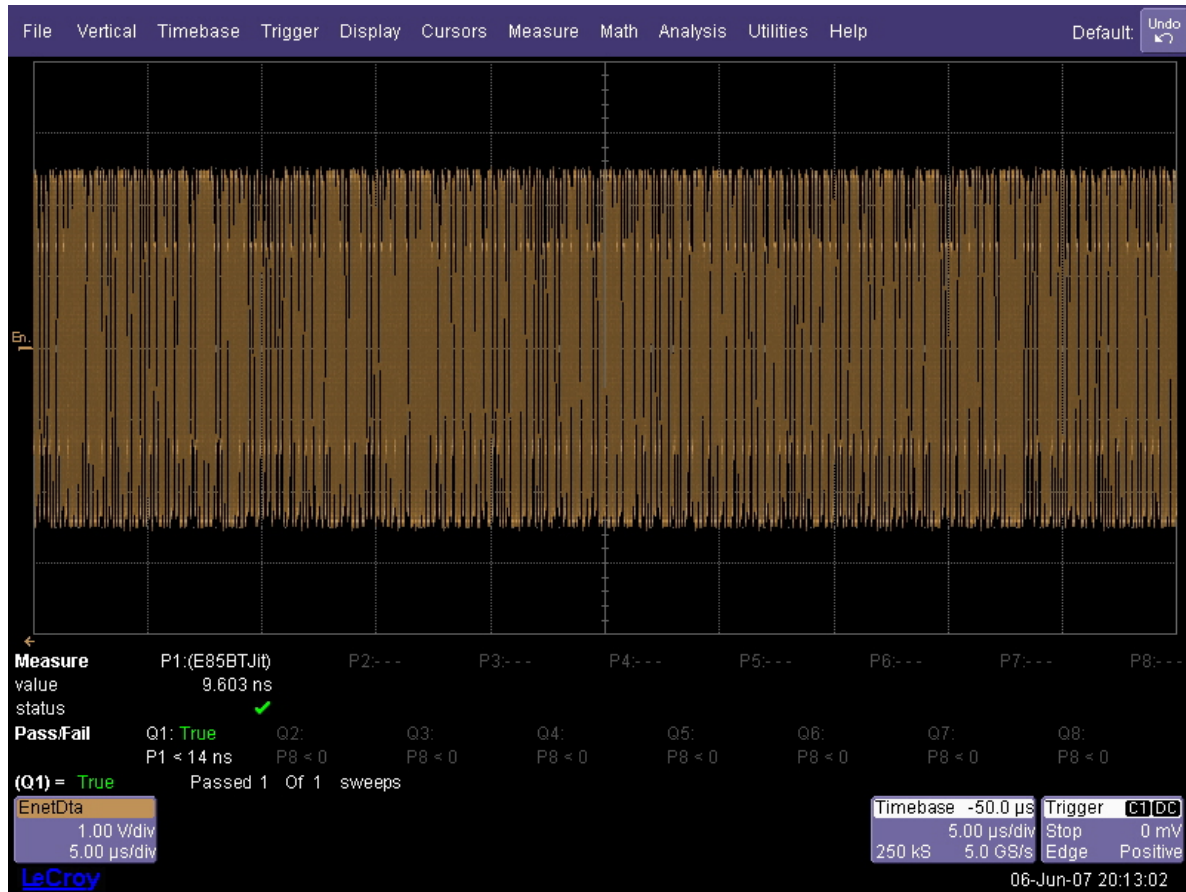 File Vertical Timebase Trigger Display Cursors Measure Math Analysis Utilities Help Default: Undo
En.
Measure P1:(E85BTJit) P2:- - - P3:- - - P4:- - - P5:- - - P6:- - - P7:- - - P8:- - -
value 9.603 ns
status
Pass/Fail Q1: True Q2: Q3: Q4: Q5: Q6: Q7: Q8:
P1 < 14 ns P8 < 0 P8 < 0 P8 < 0 P8 < 0 P8 < 0 P8 < 0 P8 < 0
(Q1) = True Passed 1 Of 1 sweeps
EnetDta Timebase -50.0 µs Trigger C1 DC
1.00 V/div 5.00 µs/div Stop 0 mV
5.00 µs/div 250 kS 5.0 GS/s Edge Positive
LeCroy 06-Jun-07 20:13:02